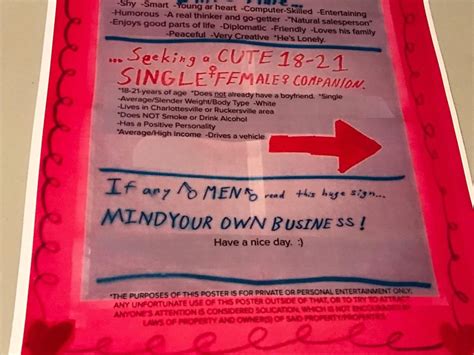 -Shy -Smart -Young ar heart -Computer-Skilled -Entertaining
-Humorous -A real thinker and go-getter -"Natural salesperson"
-Enjoys good parts of life -Diplomatic -Friendly -Loves his family
-Peaceful -Very Creative *He's Lonely.
... Seeking a CUTE 18-21
SINGLE♀FEMALE♀ COMPANION.
*18-21-years of age *Does not already have a boyfriend. *Single
-Average/Slender Weight/Body Type -White
-Lives in Charlottesville or Ruckersville area
*Does NOT Smoke or Drink Alcohol
-Has a Positive Personality
*Average/High Income -Drives a vehicle
If any ♂ MEN ♂ read this huge sign...
MIND YOUR OWN BUSINESS!
Have a nice day. :)
*THE PURPOSES OF THIS POSTER IS FOR PRIVATE OR PERSONAL ENTERTAINMENT ONLY;
ANY UNFORTUNATE USE OF THIS POSTER OUTSIDE OF THAT, OR TO TRY TO ATTRACT
ANYONE'S ATTENTION IS CONSIDERED SOLICATION, WHICH IS NOT ENCOURAGED BY
LAWS OF PROPERTY AND OWNER(S) OF SAID PROPERTY/PROPERTIES.